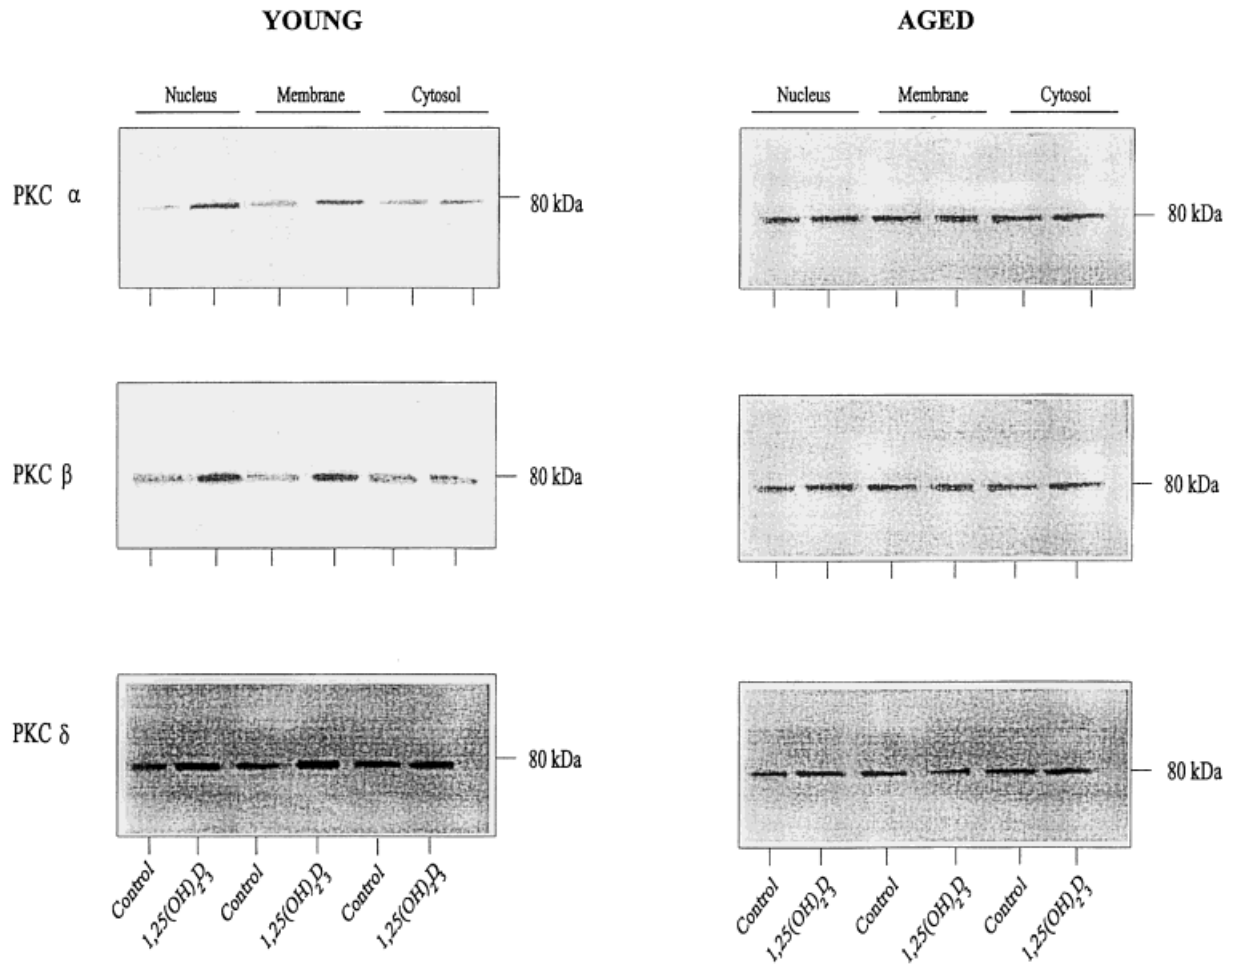 YOUNG
AGED
Nucleus Membrane Cytosol
Nucleus Membrane Cytosol
PKC α
80 kDa
80 kDa
PKC β
80 kDa
80 kDa
PKC δ
80 kDa
80 kDa
Control 1,25(OH)₂D₃ Control 1,25(OH)₂D₃ Control 1,25(OH)₂D₃
Control 1,25(OH)₂D₃ Control 1,25(OH)₂D₃ Control 1,25(OH)₂D₃